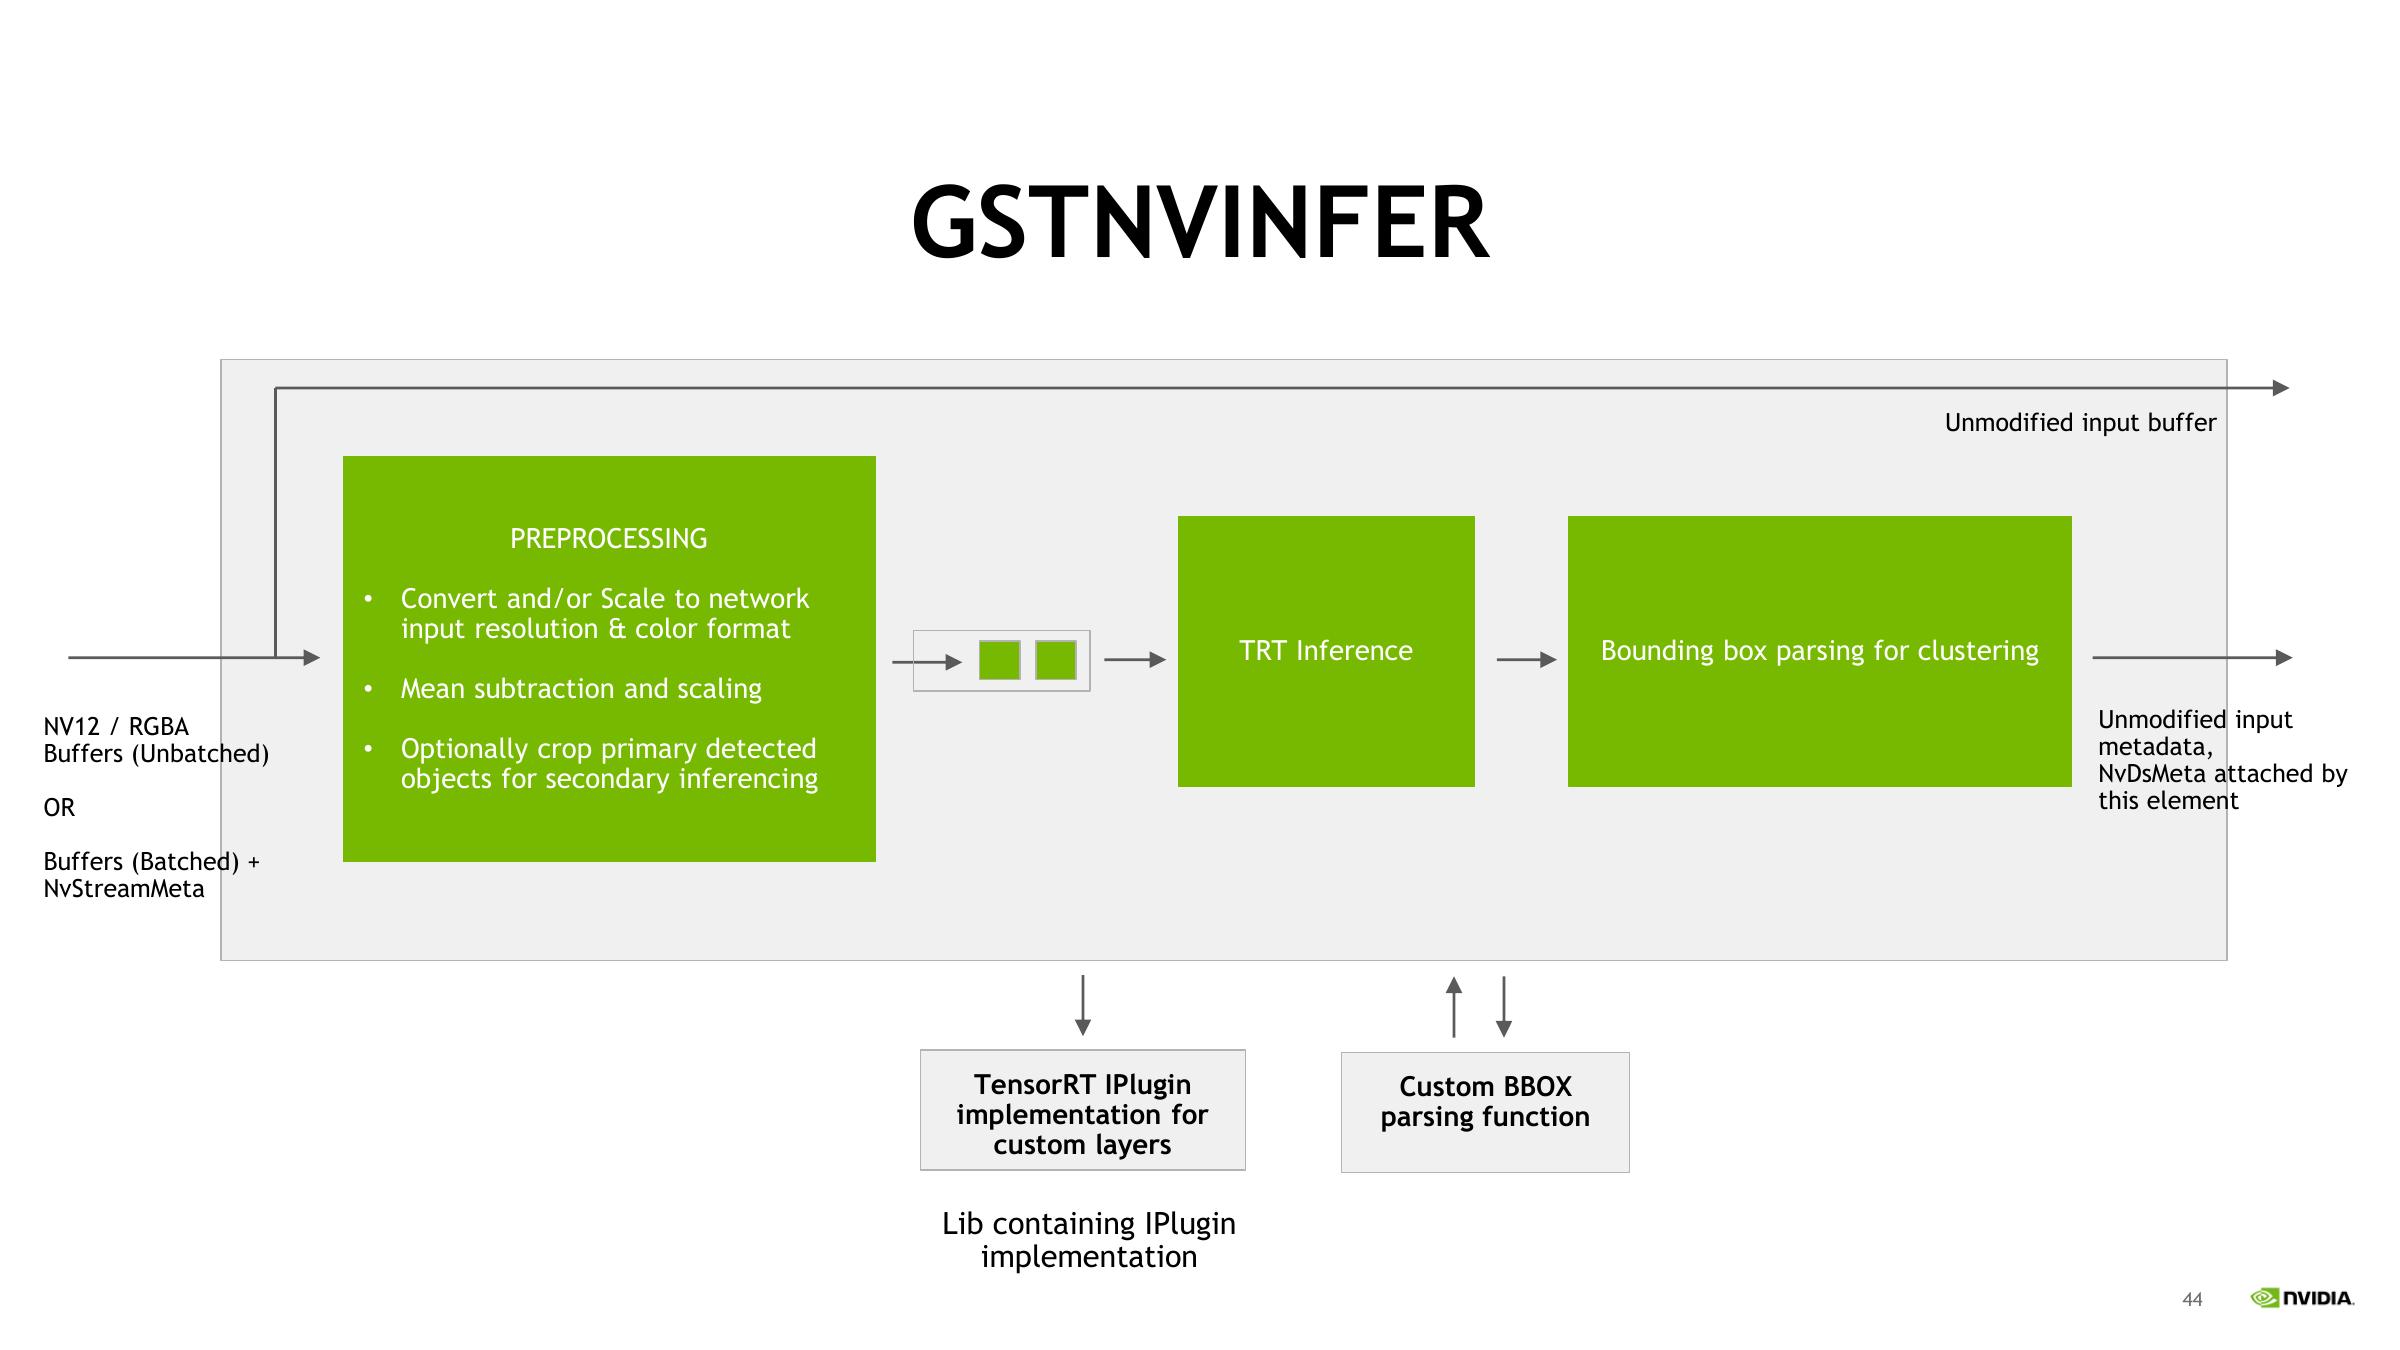 GSTNVINFER
Unmodified input buffer
PREPROCESSING
• Convert and/or Scale to network
input resolution & color format
• Mean subtraction and scaling
• Optionally crop primary detected
objects for secondary inferencing
TRT Inference
Bounding box parsing for clustering
NV12 / RGBA
Buffers (Unbatched)
OR
Buffers (Batched) +
NvStreamMeta
Unmodified input
metadata,
NvDsMeta attached by
this element
TensorRT IPlugin
implementation for
custom layers
Custom BBOX
parsing function
Lib containing IPlugin
implementation
44
NVIDIA.